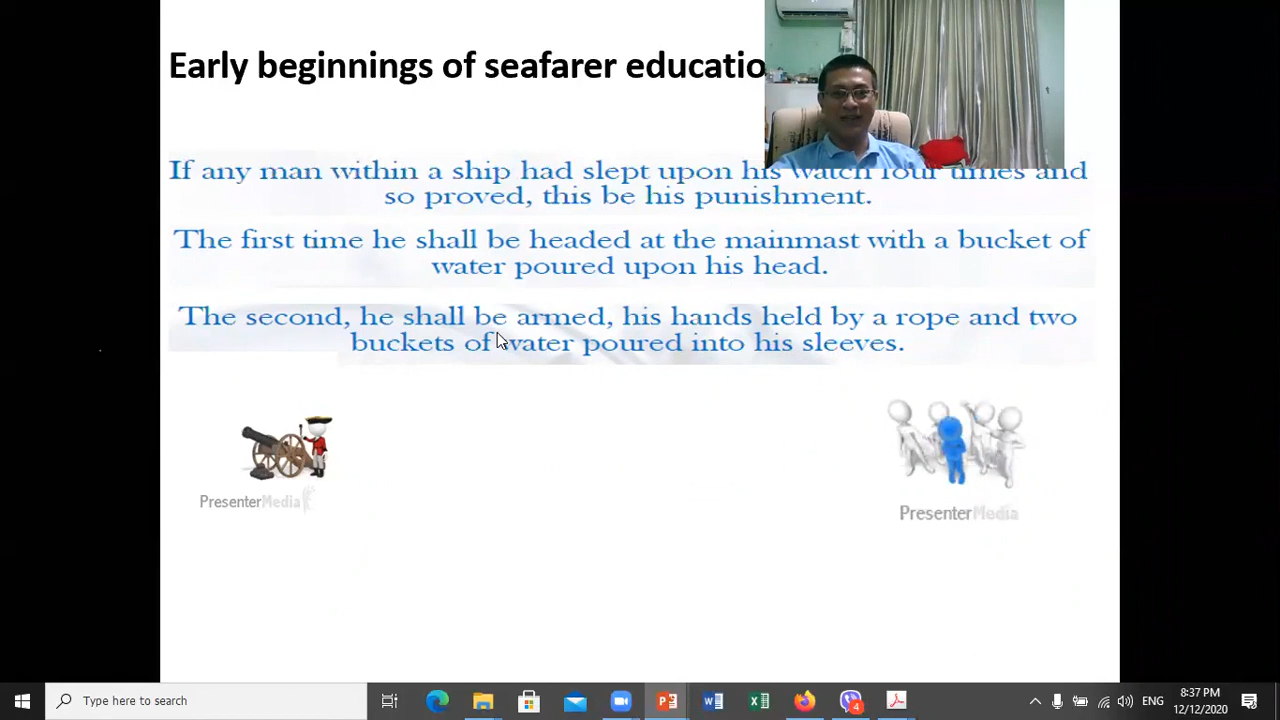 Early beginnings of seafarer educatio
If any man within a ship had slept upon his watch four times and
so proved, this be his punishment.
The first time he shall be headed at the mainmast with a bucket of
water poured upon his head.
The second, he shall be armed, his hands held by a rope and two
buckets of water poured into his sleeves.
PresenterMedia
PresenterMedia
Type here to search
4
ENG
8:37 PM
12/12/2020